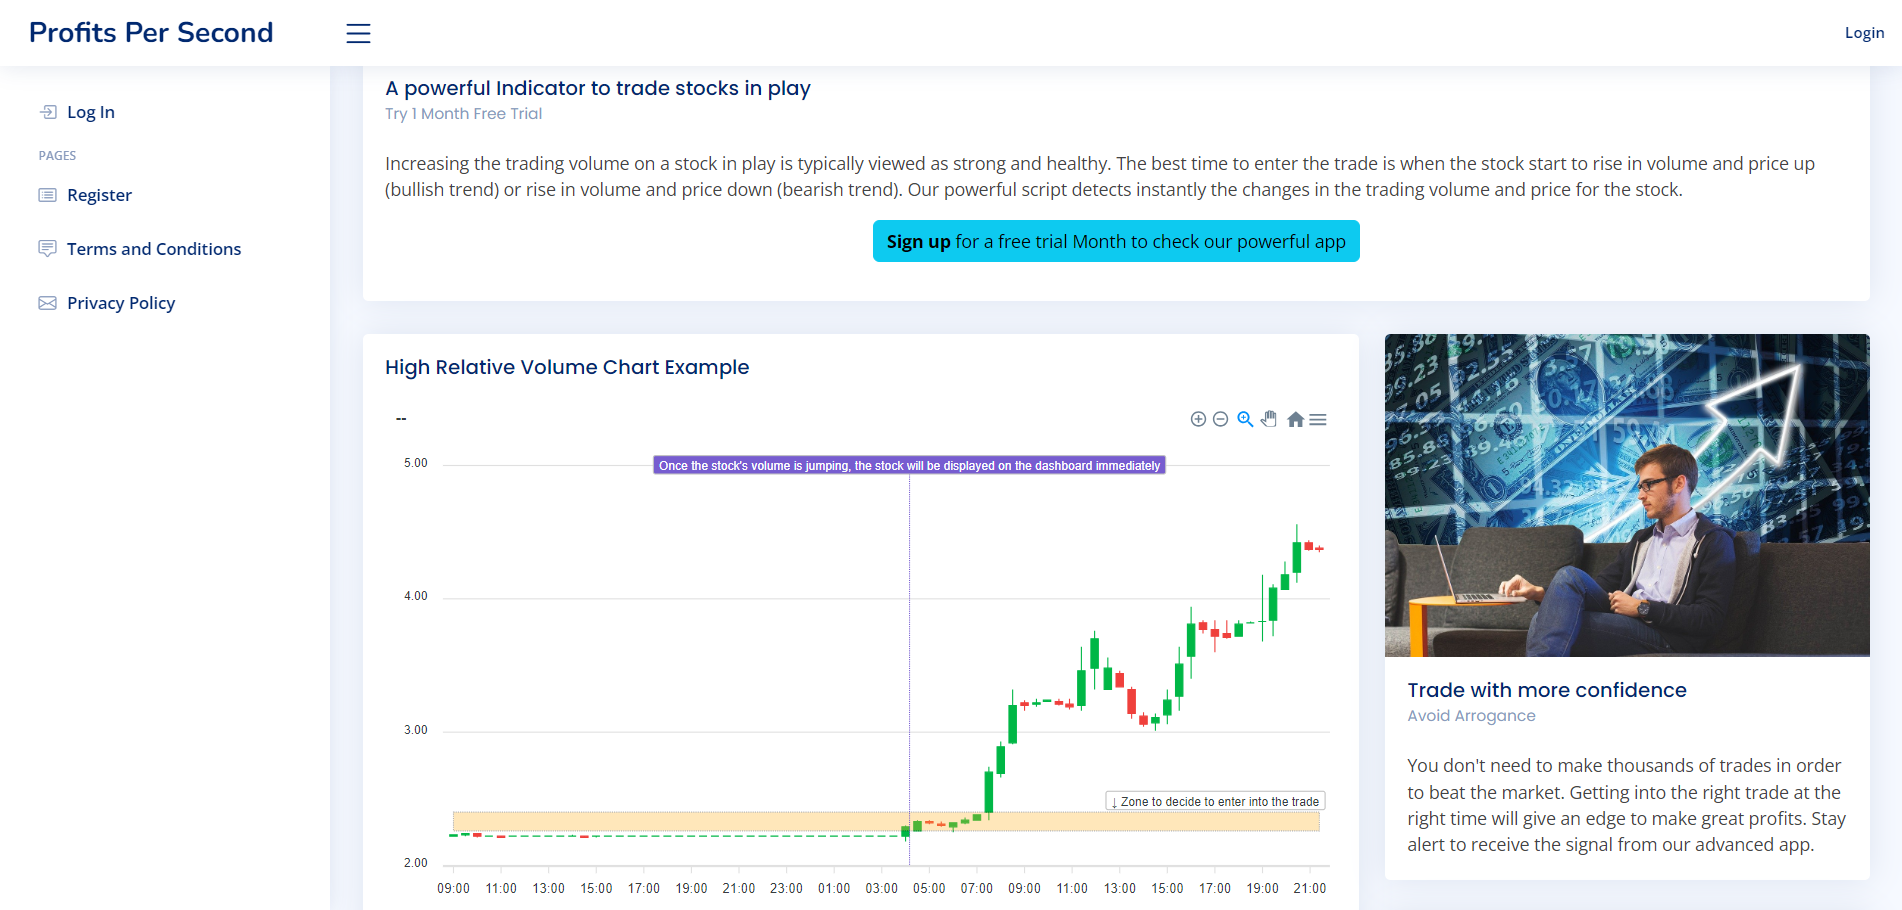 Profits Per Second
Login
Log In
PAGES
Register
Terms and Conditions
Privacy Policy
A powerful Indicator to trade stocks in play
Try 1 Month Free Trial
Increasing the trading volume on a stock in play is typically viewed as strong and healthy. The best time to enter the trade is when the stock start to rise in volume and price up
(bullish trend) or rise in volume and price down (bearish trend). Our powerful script detects instantly the changes in the trading volume and price for the stock.
Sign up for a free trial Month to check our powerful app
High Relative Volume Chart Example
--
5.00
Once the stock's volume is jumping, the stock will be displayed on the dashboard immediately
4.00
3.00
↓ Zone to decide to enter into the trade
2.00
09:00 11:00 13:00 15:00 17:00 19:00 21:00 23:00 01:00 03:00 05:00 07:00 09:00 11:00 13:00 15:00 17:00 19:00 21:00
Trade with more confidence
Avoid Arrogance
You don't need to make thousands of trades in order
to beat the market. Getting into the right trade at the
right time will give an edge to make great profits. Stay
alert to receive the signal from our advanced app.